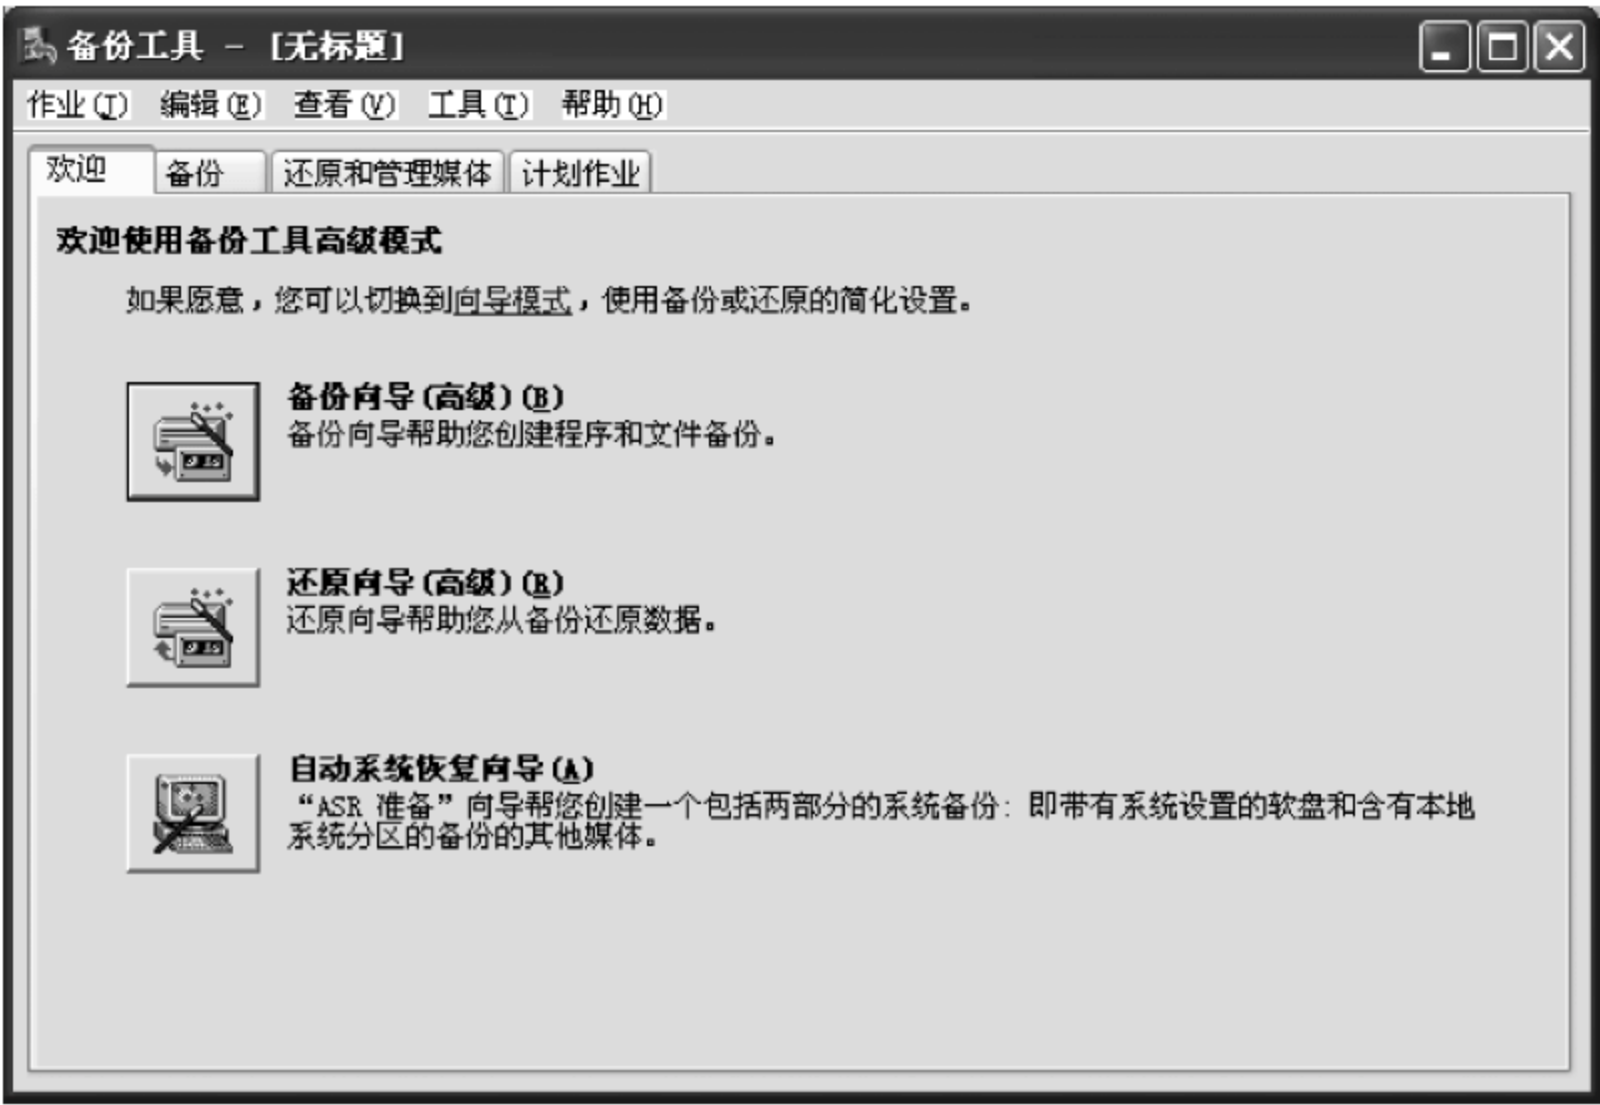 备份工具 - [无标题]
作业(J) 编辑(E) 查看(V) 工具(T) 帮助(H)
欢迎 备份 还原和管理媒体 计划作业
欢迎使用备份工具高级模式
如果愿意，您可以切换到向导模式，使用备份或还原的简化设置。
备份向导(高级)(B)
备份向导帮助您创建程序和文件备份。
还原向导(高级)(R)
还原向导帮助您从备份还原数据。
自动系统恢复向导(A)
“ASR 准备”向导帮您创建一个包括两部分的系统备份: 即带有系统设置的软盘和含有本地
系统分区的备份的其他媒体。